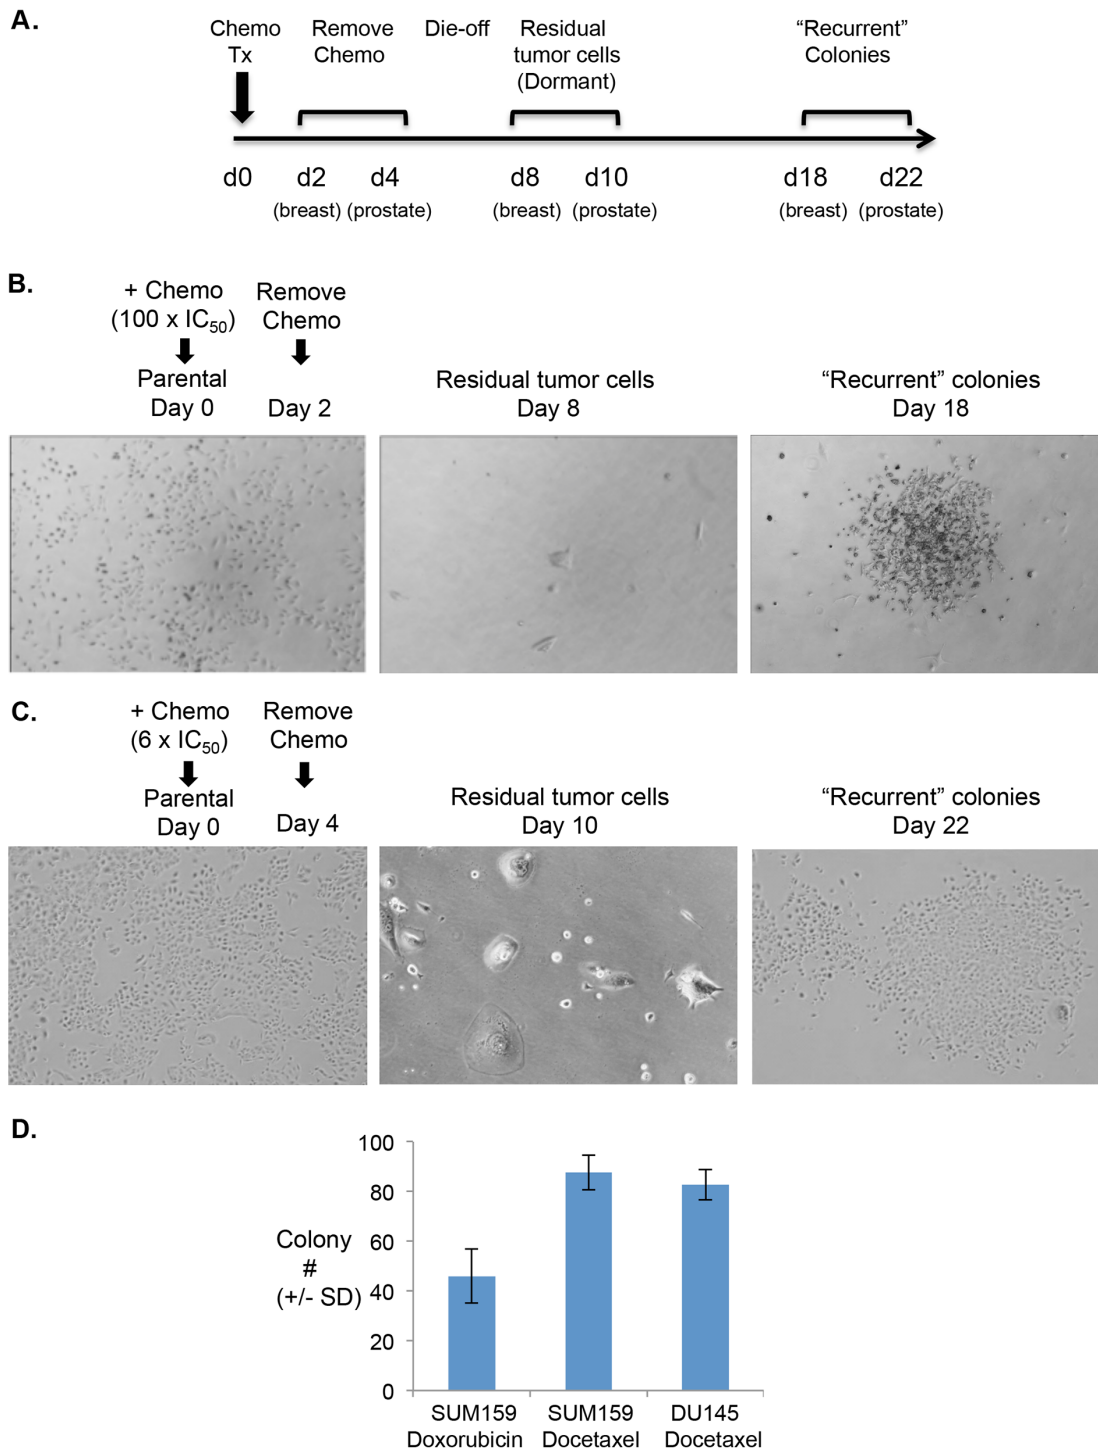 A.
Chemo Tx
Remove Chemo
Die-off
Residual tumor cells (Dormant)
“Recurrent” Colonies
d0
d2
d4
d8
d10
d18
d22
(breast)
(prostate)
(breast)
(prostate)
(breast)
(prostate)
B.
+ Chemo
(100 x IC50)
Remove
Chemo
Parental
Day 0
Day 2
Residual tumor cells
Day 8
“Recurrent” colonies
Day 18
C.
+ Chemo
(6 x IC50)
Remove
Chemo
Parental
Day 0
Day 4
Residual tumor cells
Day 10
“Recurrent” colonies
Day 22
D.
Colony
#
(+/- SD)
100
80
60
40
20
0
SUM159
Doxorubicin
SUM159
Docetaxel
DU145
Docetaxel